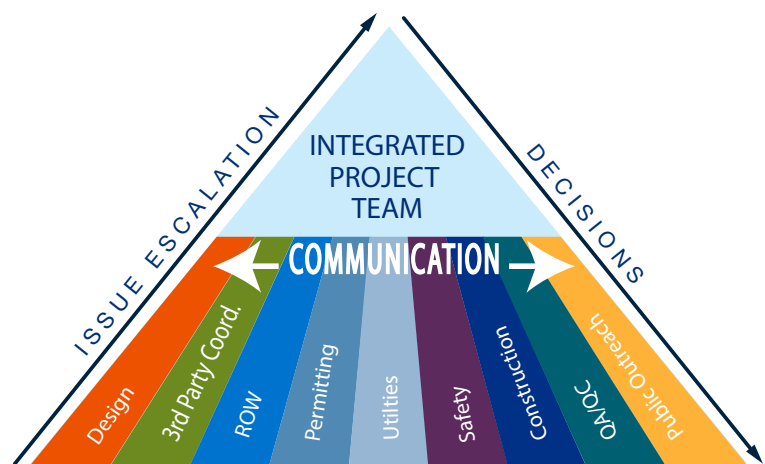 ISSUE ESCALATION
DECISIONS
INTEGRATED
PROJECT
TEAM
COMMUNICATION
Design
3rd Party Coord.
ROW
Permitting
Utilties
Safety
Construction
QA/QC
Public Outreach